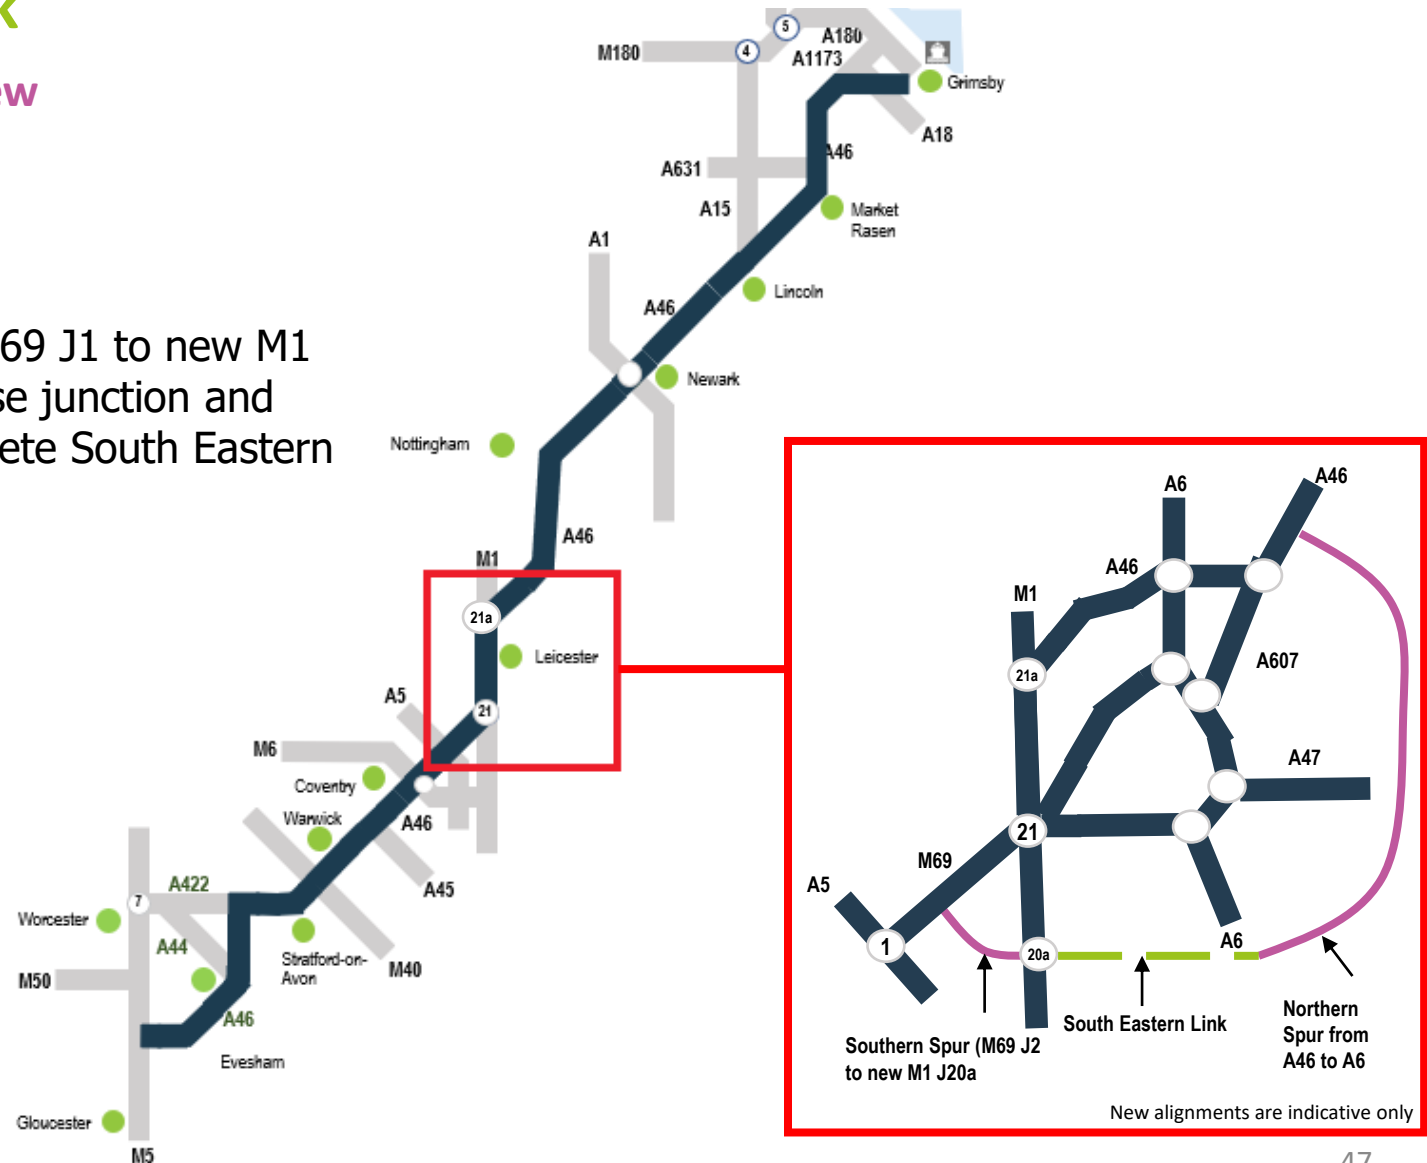 M180
4
5
A180
A1173
Grimsby
A18
A46
A631
A15
Market
Rasen
A1
Lincoln
A46
69 J1 to new M1
se junction and
ete South Eastern
Newark
Nottingham
A46
M1
21a
Leicester
A5
21
M6
Coventry
Warwick
A46
A45
A422
7
Worcester
A44
Stratford-on-
Avon
M40
M50
A46
Evesham
Gloucester
M5
A6
A46
A46
M1
21a
A607
A47
21
M69
A5
1
20a
A6
South Eastern Link
Southern Spur (M69 J2
to new M1 J20a
Northern
Spur from
A46 to A6
New alignments are indicative only